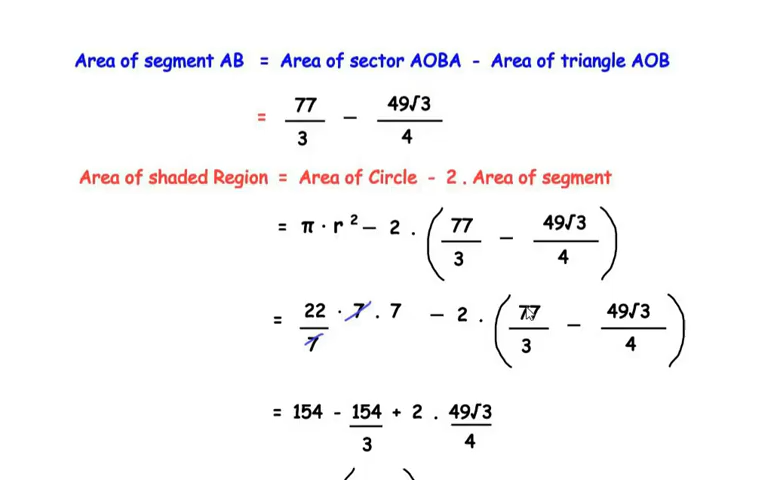 Area of segment AB = Area of sector AOBA - Area of triangle AOB
= 77/3 − 49√3/4
Area of shaded Region = Area of Circle - 2 . Area of segment
= π · r² − 2 . (77/3 − 49√3/4)
= 22/7 · 7 . 7 − 2 . (77/3 − 49√3/4)
= 154 - 154/3 + 2 . 49√3/4